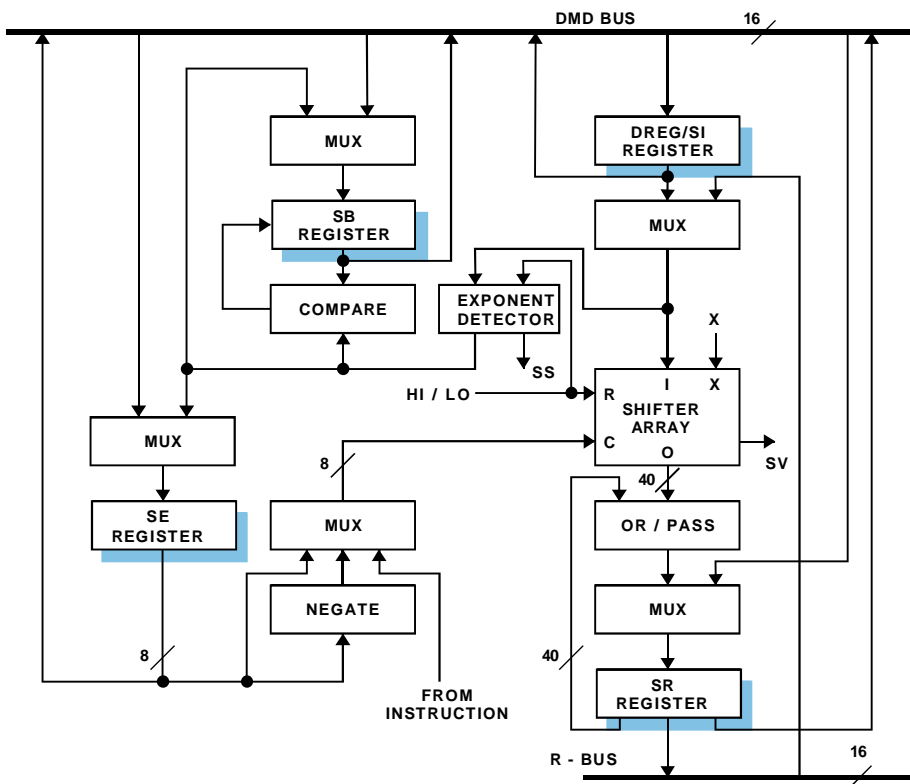 DMD BUS
16
MUX
DREG/SI
REGISTER
SB
REGISTER
MUX
COMPARE
EXPONENT
DETECTOR
X
SS
HI / LO
R
I
X
SHIFTER
ARRAY
C
O
SV
MUX
8
40
SE
REGISTER
MUX
OR / PASS
NEGATE
MUX
8
40
FROM
INSTRUCTION
SR
REGISTER
R - BUS
16